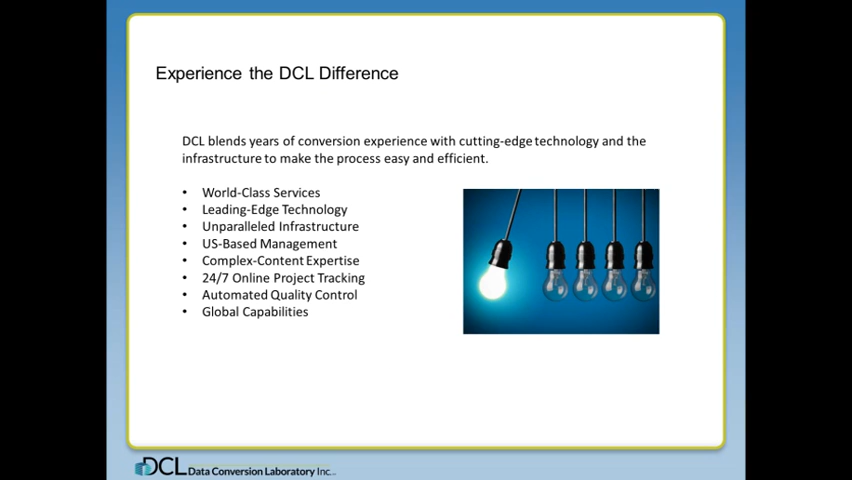 Experience the DCL Difference
DCL blends years of conversion experience with cutting-edge technology and the
infrastructure to make the process easy and efficient.
• World-Class Services
• Leading-Edge Technology
• Unparalleled Infrastructure
• US-Based Management
• Complex-Content Expertise
• 24/7 Online Project Tracking
• Automated Quality Control
• Global Capabilities
DCL Data Conversion Laboratory Inc.